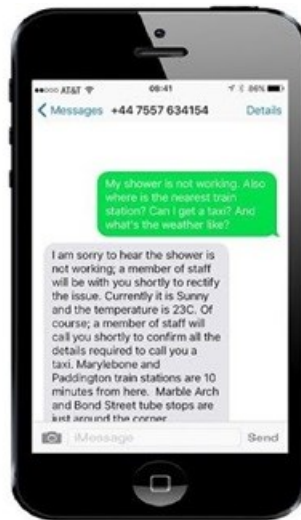 AT&T 08:41 86%
Messages +44 7557 634154 Details
My shower is not working. Also
where is the nearest train
station? Can I get a taxi? And
what's the weather like?
I am sorry to hear the shower is
not working; a member of staff
will be with you shortly to rectify
the issue. Currently it is Sunny
and the temperature is 23C. Of
course; a member of staff will
call you shortly to confirm all the
details required to call you a
taxi. Marylebone and
Paddington train stations are 10
minutes from here. Marble Arch
and Bond Street tube stops are
just around the corner
iMessage Send